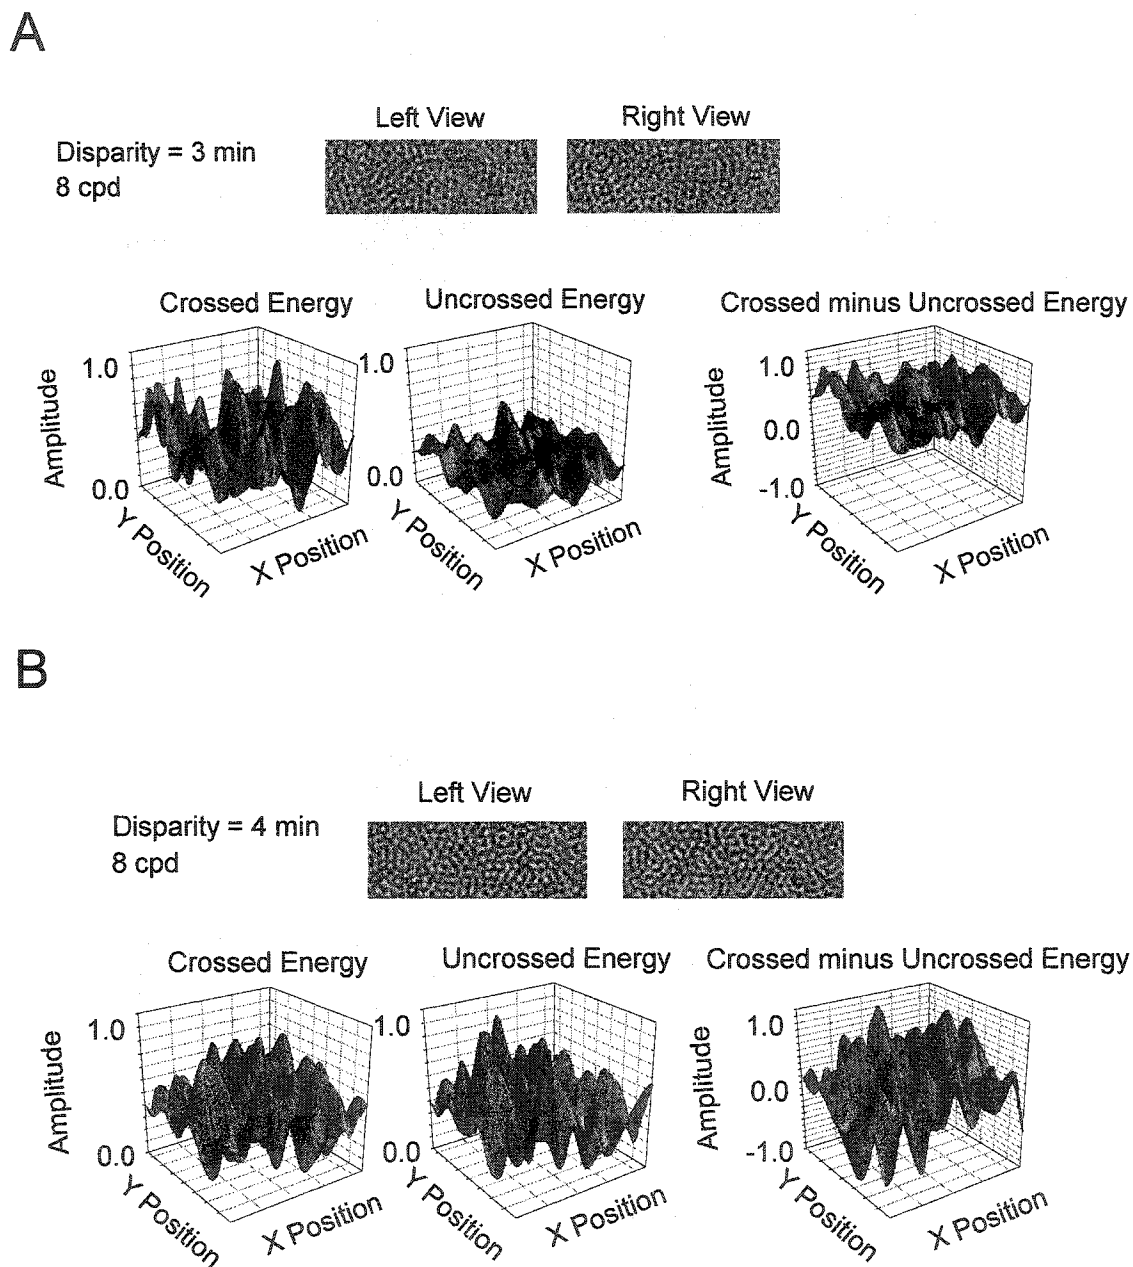 A
Left View
Right View
Disparity = 3 min
8 cpd
Crossed Energy
Uncrossed Energy
Crossed minus Uncrossed Energy
1.0
0.0
Amplitude
Y Position
X Position
1.0
0.0
Y Position
X Position
1.0
0.0
-1.0
Amplitude
Y Position
X Position
B
Left View
Right View
Disparity = 4 min
8 cpd
Crossed Energy
Uncrossed Energy
Crossed minus Uncrossed Energy
1.0
0.0
Amplitude
Y Position
X Position
1.0
0.0
Y Position
X Position
1.0
0.0
-1.0
Amplitude
Y Position
X Position